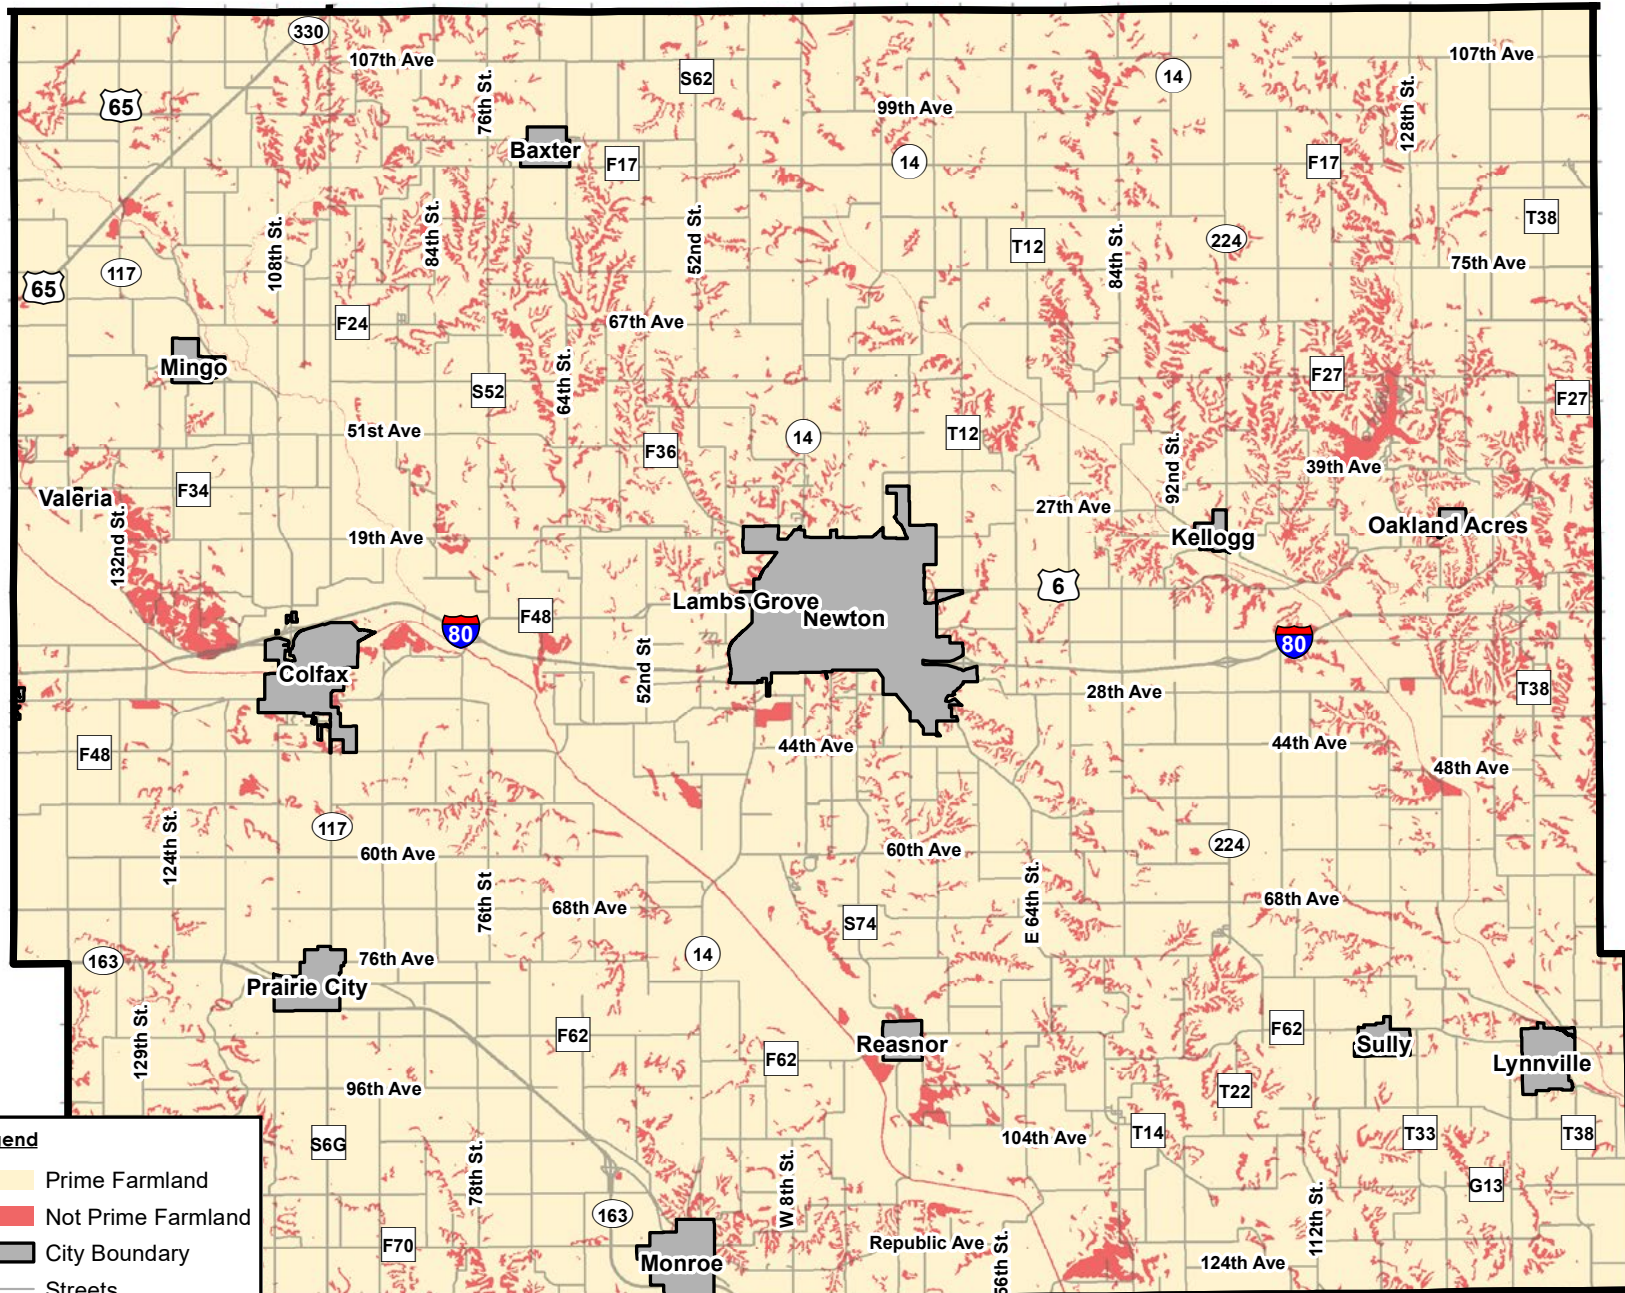 330
107th Ave
107th Ave
S62
14
65
76th St.
99th Ave
128th St.
Baxter
F17
14
F17
84th St.
T38
108th St.
52nd St.
T12
84th St.
224
117
75th Ave
65
F24
67th Ave
Mingo
64th St.
S52
F27
F27
51st Ave
14
T12
F36
39th Ave
92nd St.
Valeria
F34
27th Ave
132nd St.
19th Ave
Kellogg
Oakland Acres
6
Lambs Grove
Newton
F48
80
80
Colfax
52nd St
28th Ave
T38
F48
44th Ave
44th Ave
48th Ave
117
124th St.
60th Ave
60th Ave
224
76th St
68th Ave
S74
E 64th St.
68th Ave
163
76th Ave
14
Prairie City
129th St.
F62
F62
Reasnor
F62
Sully
Lynnville
96th Ave
T22
S6G
104th Ave
T14
T33
T38
78th St.
W 8th St.
G13
163
112th St.
F70
Republic Ave
56th St.
Monroe
124th Ave
gend
Prime Farmland
Not Prime Farmland
City Boundary
Streets